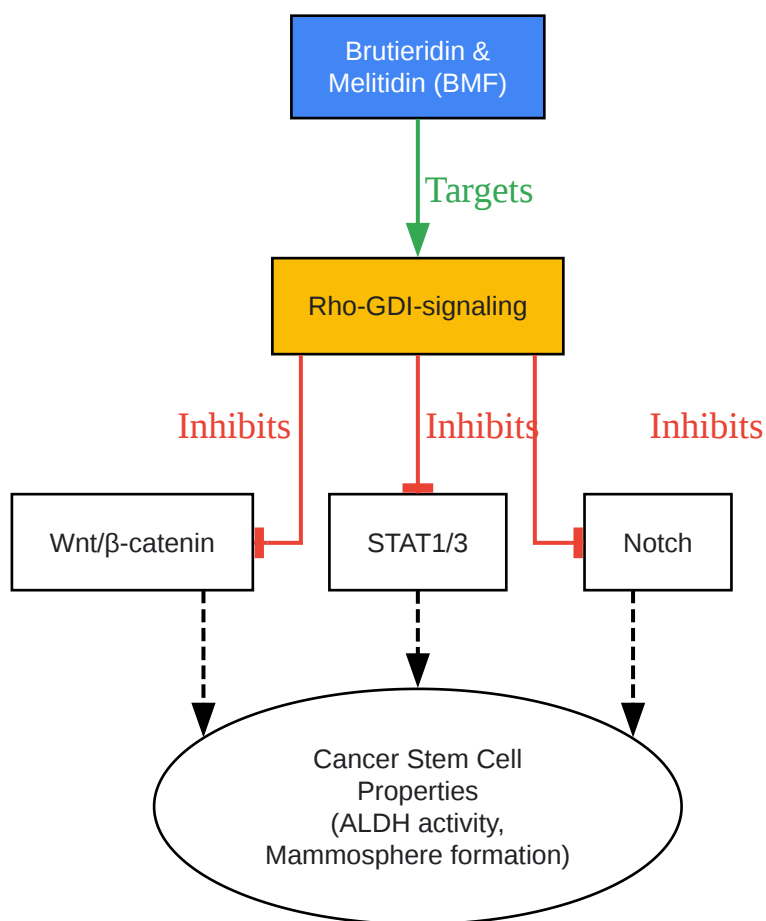 Brutieridin &
Melitidin (BMF)
Targets
Rho-GDI-signaling
Inhibits
Inhibits
Inhibits
Wnt/β-catenin
STAT1/3
Notch
Cancer Stem Cell
Properties
(ALDH activity,
Mammosphere formation)